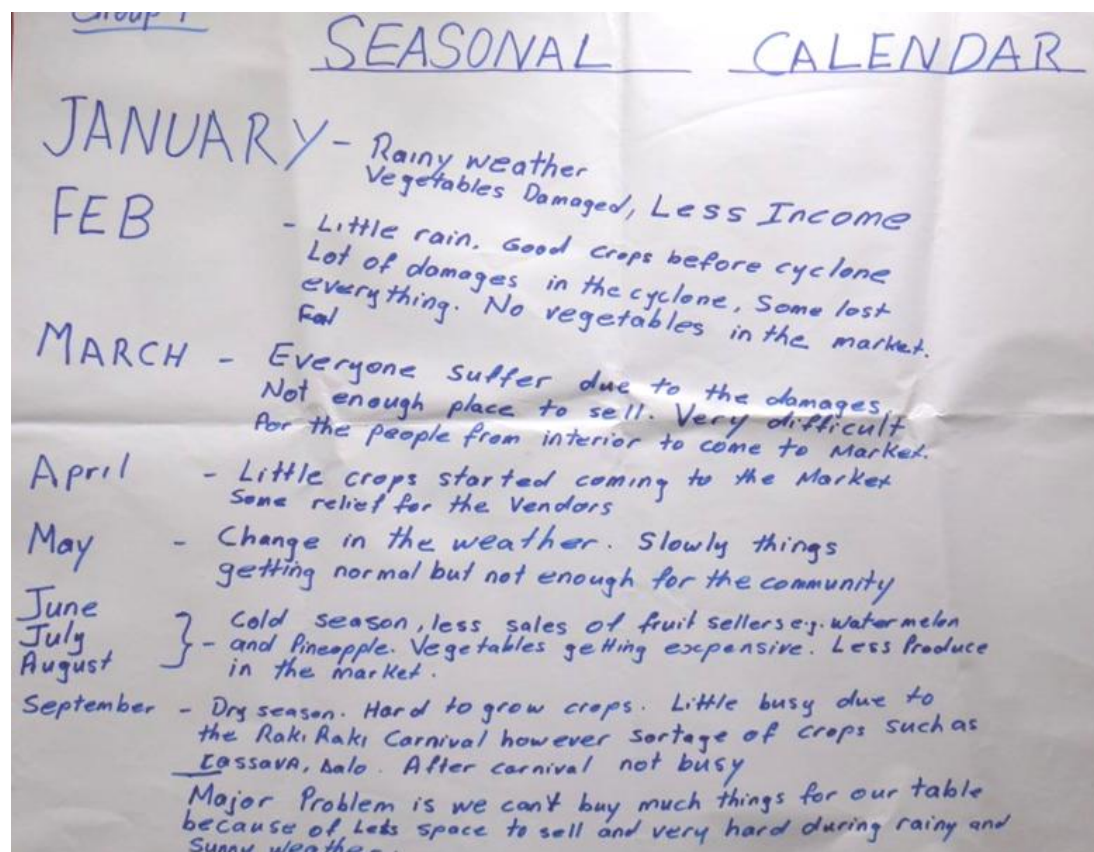 Group 1
SEASONAL CALENDAR
JANUARY - Rainy weather
Vegetables Damaged, Less Income
FEB - Little rain. Good crops before cyclone
Lot of damages in the cyclone, Some lost
everything. No vegetables in the market.
MARCH - Everyone suffer due to the damages,
Not enough place to sell. Very difficult
for the people from interior to come to Market.
April - Little crops started coming to the Market
Some relief for the Vendors
May - Change in the weather. Slowly things
getting normal but not enough for the community
June
July
August } - Cold season, less sales of fruit sellers e.g. watermelon
and Pineapple. Vegetables getting expensive. Less Produce
in the market.
September - Dry season. Hard to grow crops. Little busy due to
the Raki Raki Carnival however sortage of crops such as
Cassava, Dalo. After carnival not busy
Major Problem is we can't buy much things for our table
because of Less space to sell and very hard during rainy and
Sunny weather